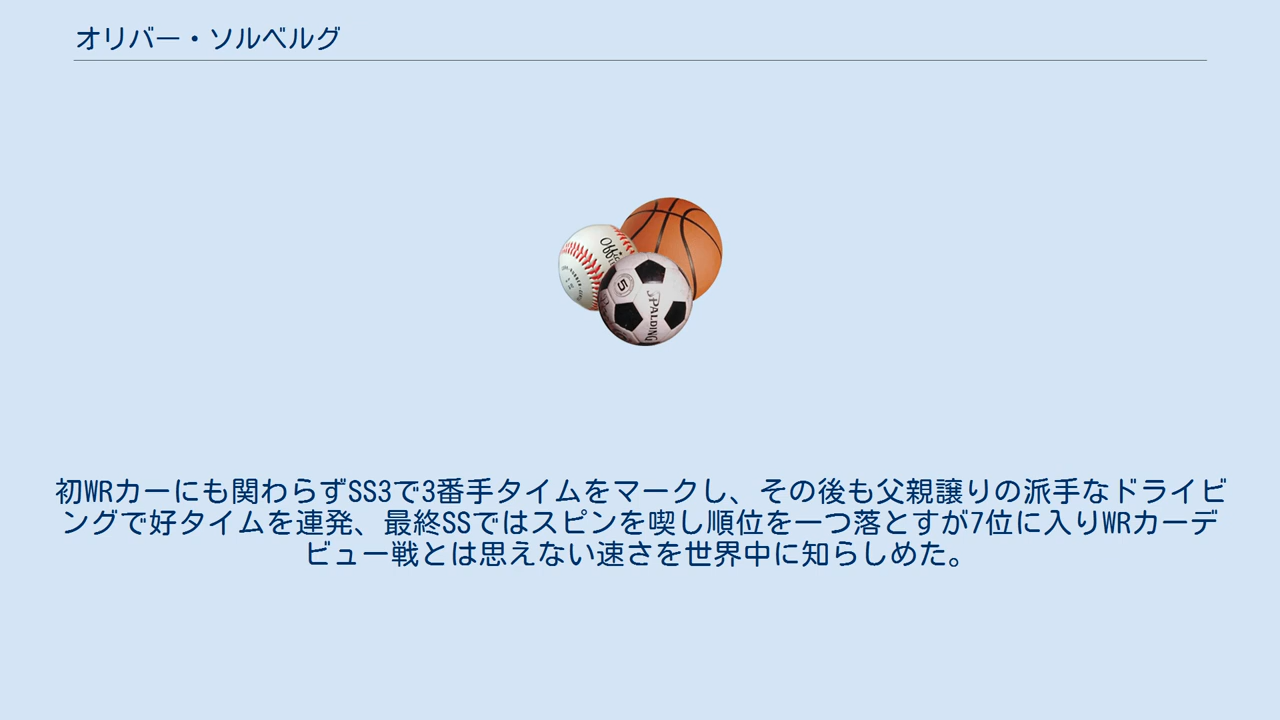 オリバー・ソルベルグ
Offic
5
SPALDING
初WRカーにも関わらずSS3で3番手タイムをマークし、その後も父親譲りの派手なドライビ
ングで好タイムを連発、最終SSではスピンを喫し順位を一つ落とすが7位に入りWRカーデ
ビュー戦とは思えない速さを世界中に知らしめた。